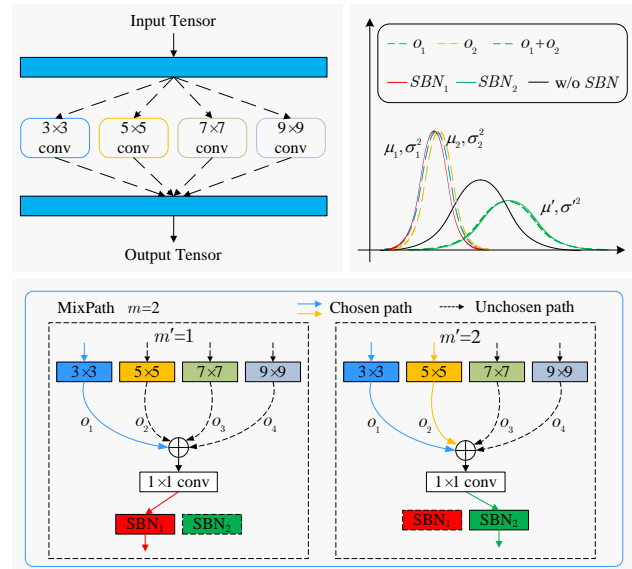 Input Tensor
3×3 conv
5×5 conv
7×7 conv
9×9 conv
Output Tensor
o₁ o₂ o₁+o₂
SBN₁ SBN₂ w/o SBN
μ₁,σ₁² μ₂,σ₂²
μ′,σ′²
MixPath m=2 Chosen path Unchosen path
m′=1
3×3 5×5 7×7 9×9
o₁ o₂ o₃ o₄
1×1 conv
SBN₁ SBN₂
m′=2
3×3 5×5 7×7 9×9
o₁ o₂ o₃ o₄
1×1 conv
SBN₁ SBN₂